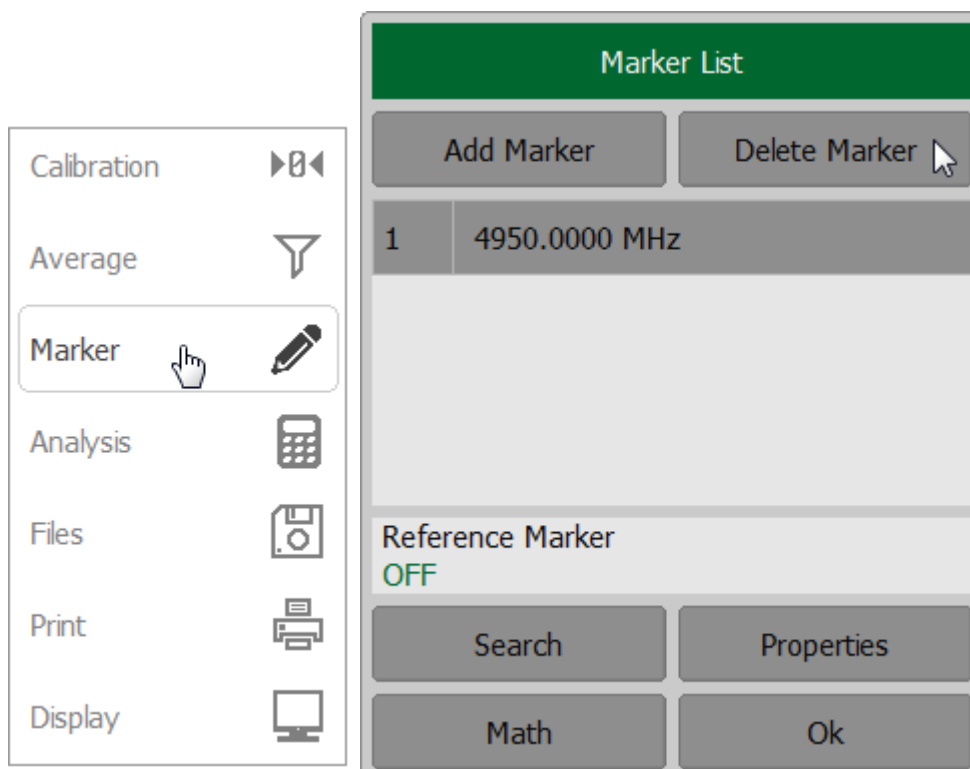 Calibration
Average
Marker
Analysis
Files
Print
Display
Marker List
Add Marker Delete Marker
1 4950.0000 MHz
Reference Marker
OFF
Search Properties
Math Ok